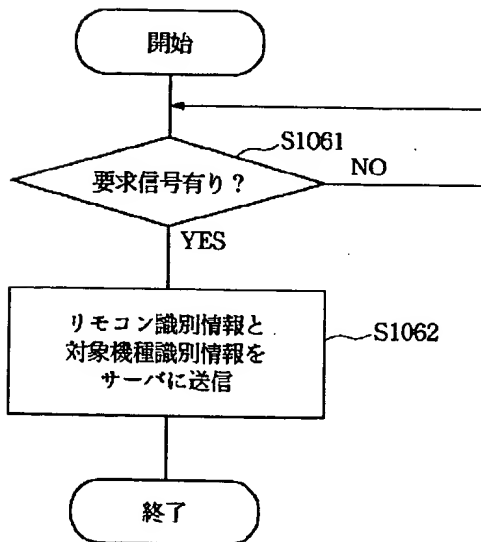 開始
S1061
要求信号有り?
NO
YES
リモコン識別情報と
対象機種識別情報を
サーバに送信
S1062
終了